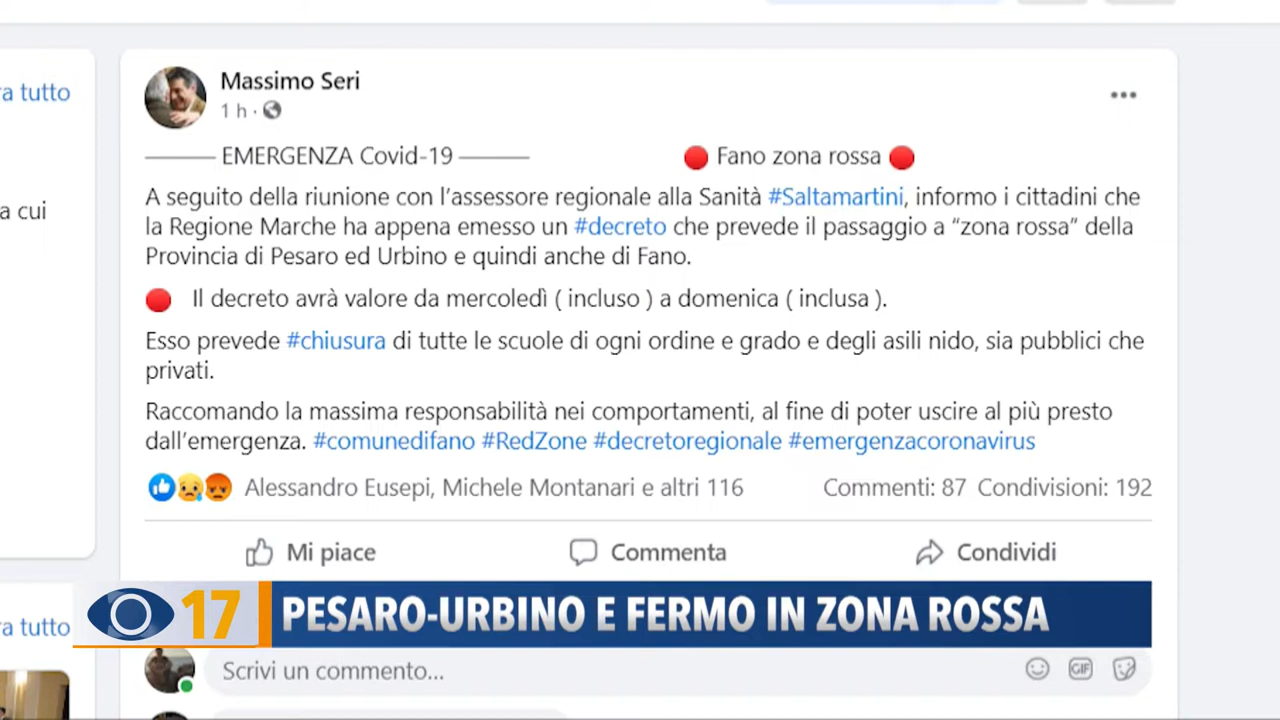 ra tutto
Massimo Seri
1 h ·
EMERGENZA Covid-19
Fano zona rossa
A seguito della riunione con l'assessore regionale alla Sanità #Saltamartini, informo i cittadini che
a cui
la Regione Marche ha appena emesso un #decreto che prevede il passaggio a "zona rossa" della
Provincia di Pesaro ed Urbino e quindi anche di Fano.
Il decreto avrà valore da mercoledì ( incluso ) a domenica ( inclusa ).
Esso prevede #chiusura di tutte le scuole di ogni ordine e grado e degli asili nido, sia pubblici che
privati.
Raccomando la massima responsabilità nei comportamenti, al fine di poter uscire al più presto
dall'emergenza. #comunedifano #RedZone #decretoregionale #emergenzacoronavirus
Alessandro Eusepi, Michele Montanari e altri 116
Commenti: 87 Condivisioni: 192
Mi piace
Commenta
Condividi
17
PESARO-URBINO E FERMO IN ZONA ROSSA
ra tutto
Scrivi un commento...
GIF